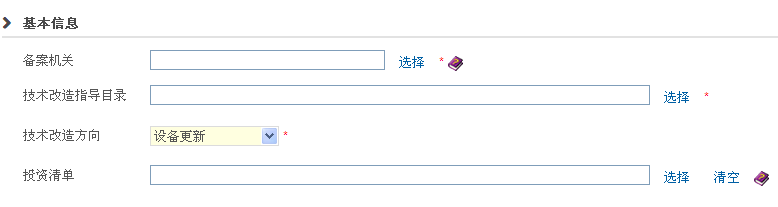 基本信息
备案机关 选择 *
技术改造指导目录 选择 *
技术改造方向 设备更新 *
投资清单 选择 清空